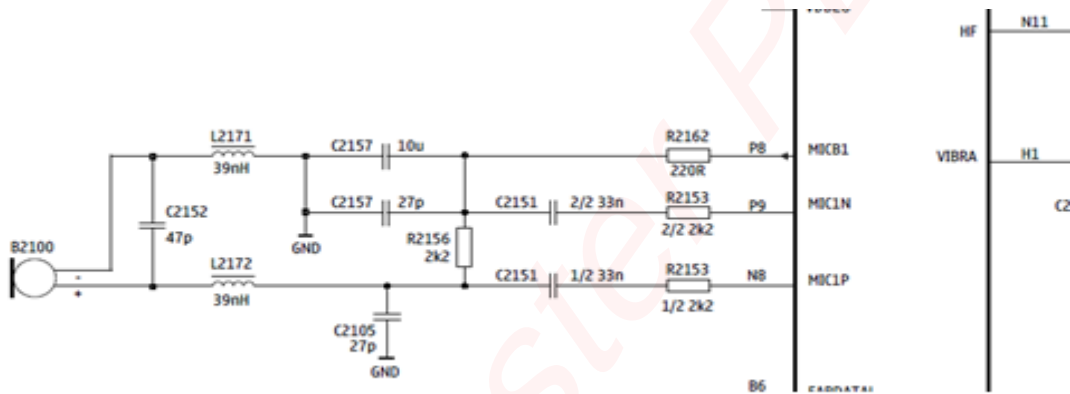 HF
N11
L2171
39nH
C2157
10u
R2162
220R
P8
MICB1
VIBRA
H1
C2152
47p
C2157
27p
C2151
2/2 33n
R2153
2/2 2k2
P9
MIC1N
C2
GND
R2156
2k2
B2100
-
+
L2172
39nH
C2151
1/2 33n
R2153
1/2 2k2
N8
MIC1P
C2105
27p
GND
B6